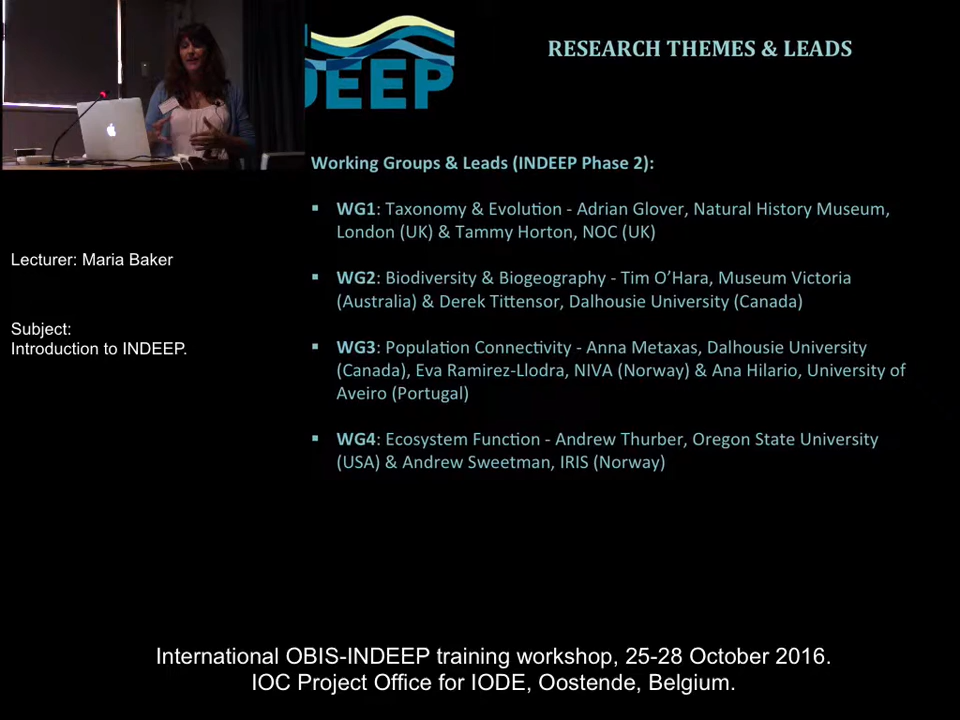 INDEEP
RESEARCH THEMES & LEADS
Working Groups & Leads (INDEEP Phase 2):
▪ WG1: Taxonomy & Evolution - Adrian Glover, Natural History Museum,
London (UK) & Tammy Horton, NOC (UK)
▪ WG2: Biodiversity & Biogeography - Tim O’Hara, Museum Victoria
(Australia) & Derek Tittensor, Dalhousie University (Canada)
▪ WG3: Population Connectivity - Anna Metaxas, Dalhousie University
(Canada), Eva Ramirez-Llodra, NIVA (Norway) & Ana Hilario, University of
Aveiro (Portugal)
▪ WG4: Ecosystem Function - Andrew Thurber, Oregon State University
(USA) & Andrew Sweetman, IRIS (Norway)
Lecturer: Maria Baker
Subject:
Introduction to INDEEP.
International OBIS-INDEEP training workshop, 25-28 October 2016.
IOC Project Office for IODE, Oostende, Belgium.